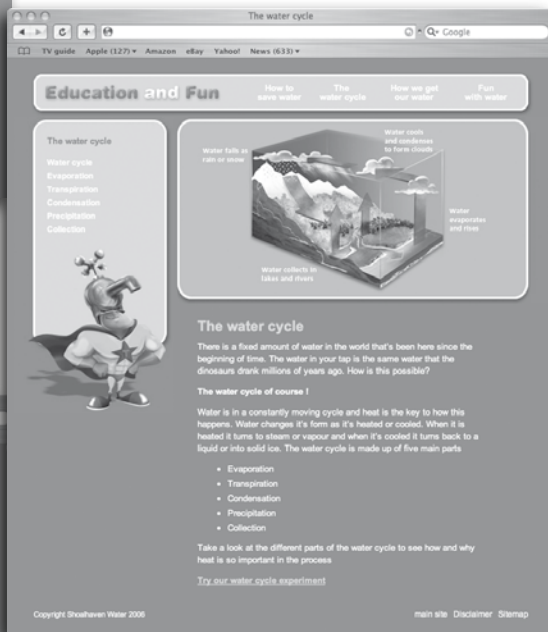 The water cycle
Google
TV guide Apple (127) Amazon eBay Yahoo! News (633)
Education and Fun
How to
save water
The
water cycle
How we get
our water
Fun
with water
The water cycle
Water cycle
Evaporation
Transpiration
Condensation
Precipitation
Collection
Water falls as
rain or snow
Water cools
and condenses
to form clouds
Water
evaporates
and rises
Water collects in
lakes and rivers
The water cycle
There is a fixed amount of water in the world that's been here since the
beginning of time. The water in your tap is the same water that the
dinosaurs drank millions of years ago. How is this possible?
The water cycle of course !
Water is in a constantly moving cycle and heat is the key to how this
happens. Water changes it's form as it's heated or cooled. When it is
heated it turns to steam or vapour and when it's cooled it turns back to a
liquid or into solid ice. The water cycle is made up of five main parts
• Evaporation
• Transpiration
• Condensation
• Precipitation
• Collection
Take a look at the different parts of the water cycle to see how and why
heat is so important in the process
Try our water cycle experiment
Copyright Shoalhaven Water 2006
main site Disclaimer Sitemap